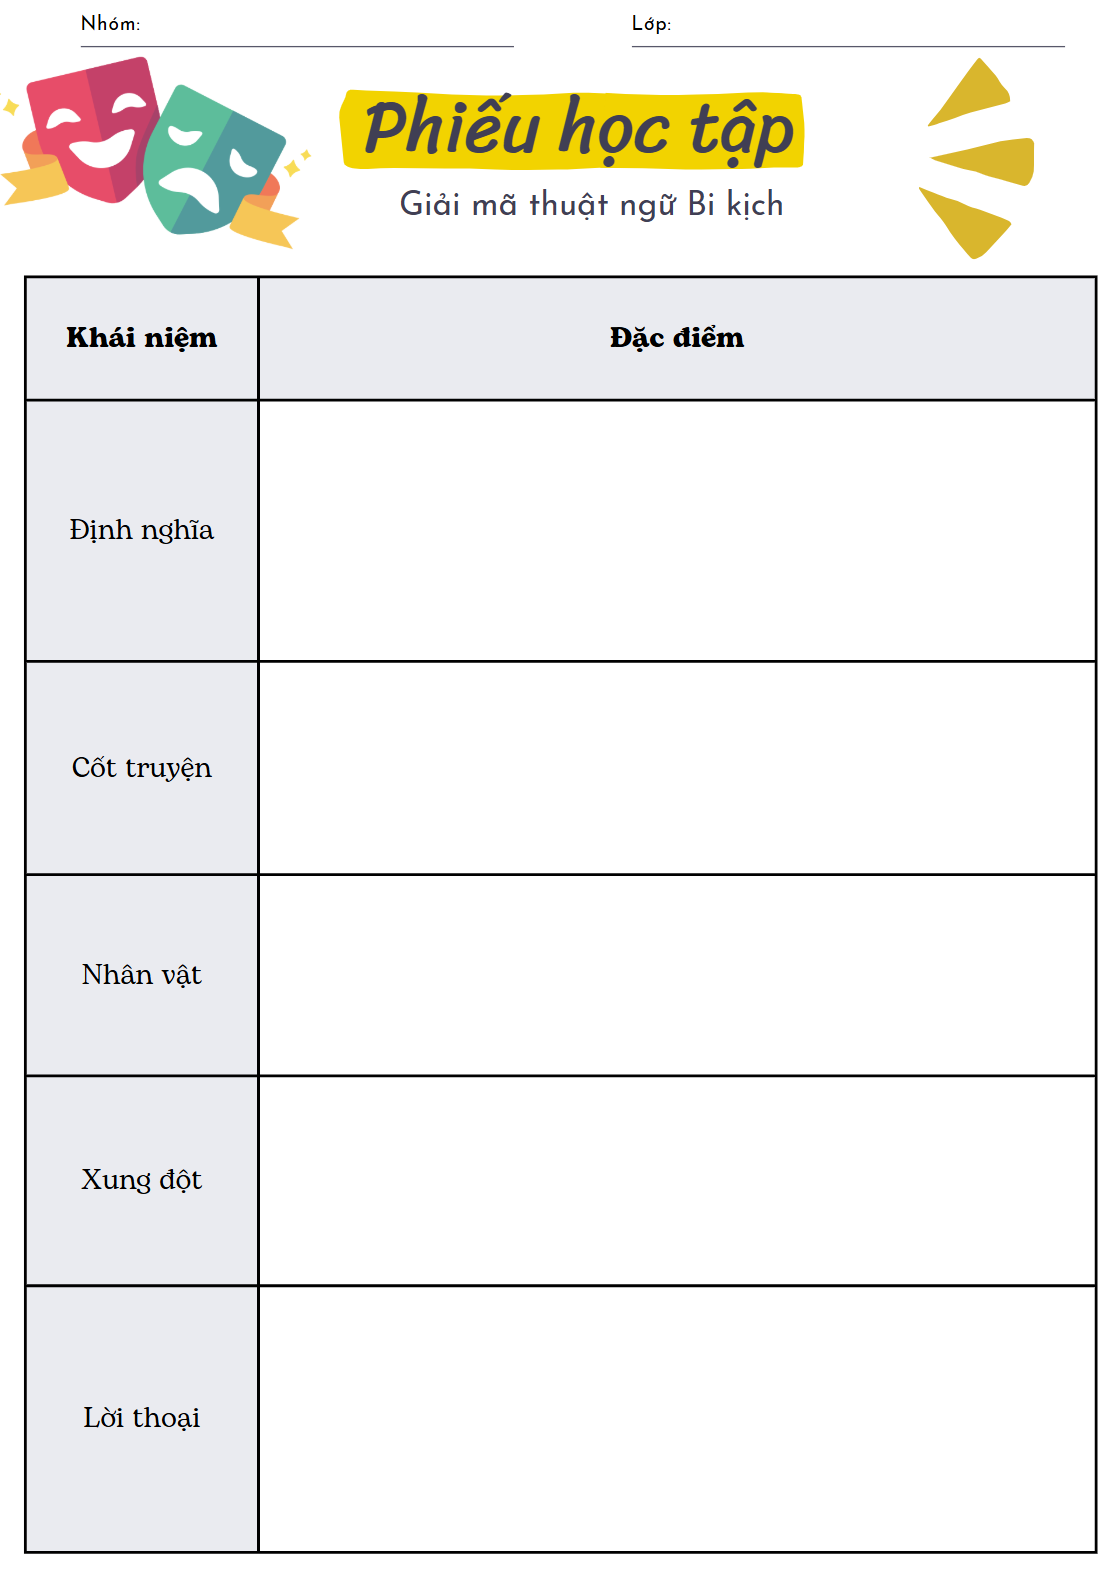 Nhóm:
Lớp:
Phiếu học tập
Giải mã thuật ngữ Bi kịch
Khái niệm
Đặc điểm
Định nghĩa
Cốt truyện
Nhân vật
Xung đột
Lời thoại